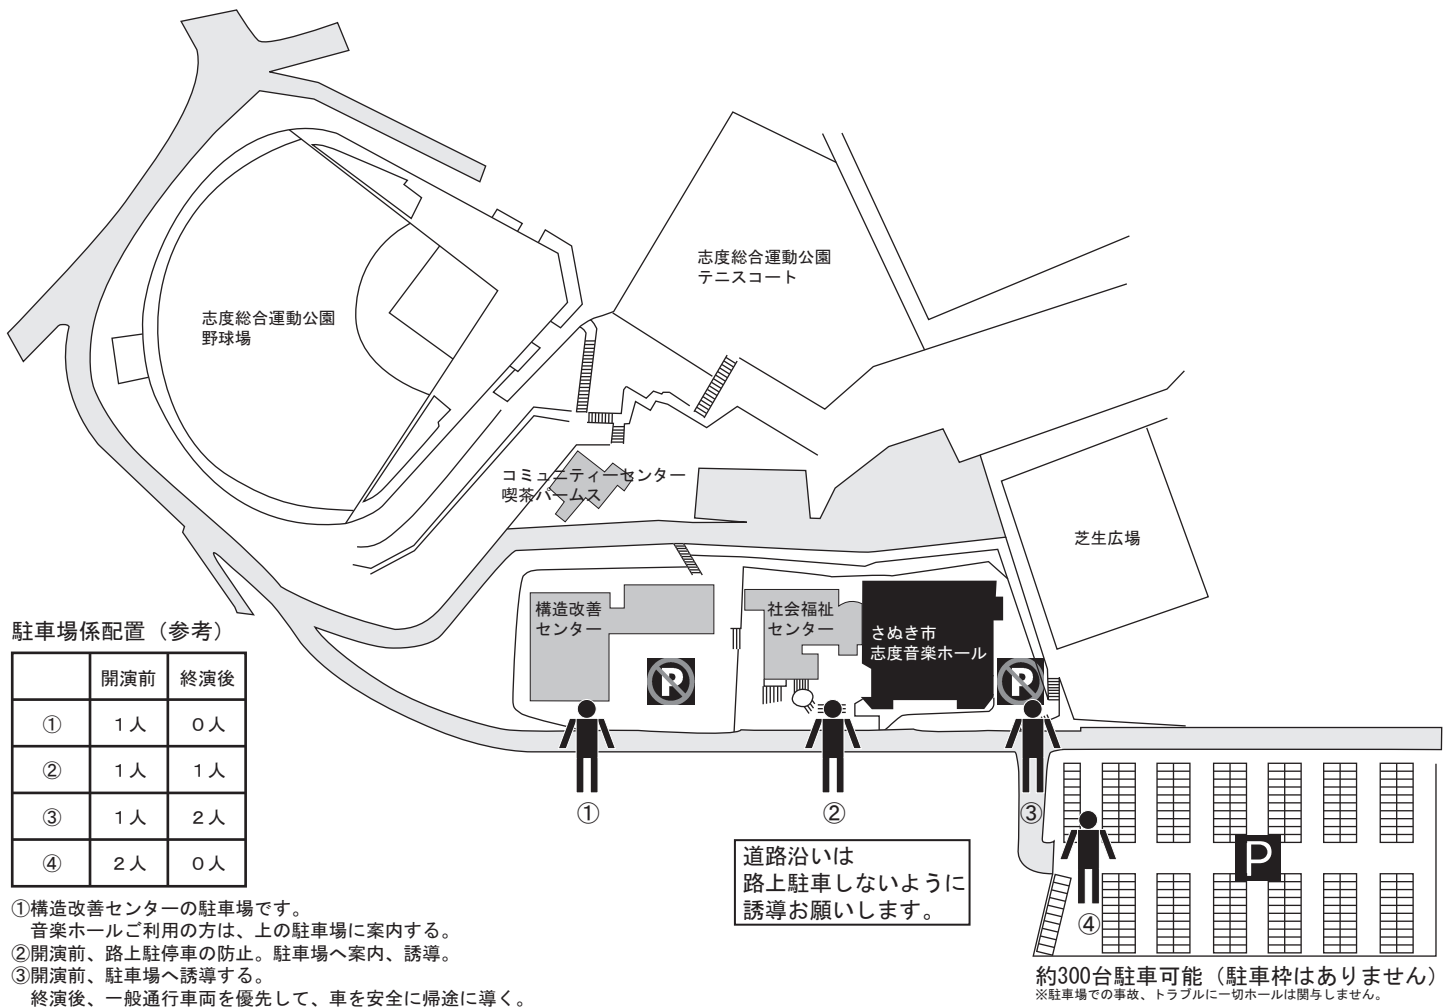 志度総合運動公園
テニスコート
志度総合運動公園
野球場
コミュニティーセンター
喫茶パームス
芝生広場
構造改善
センター
社会福祉
センター
さぬき市
志度音楽ホール
P
P
駐車場係配置（参考）
開演前 終演後
① 1人 0人
② 1人 1人
③ 1人 2人
④ 2人 0人
①
②
③
④
P
道路沿いは
路上駐車しないように
誘導お願いします。
①構造改善センターの駐車場です。
音楽ホールご利用の方は、上の駐車場に案内する。
②開演前、路上駐停車の防止。駐車場へ案内、誘導。
③開演前、駐車場へ誘導する。
終演後、一般通行車両を優先して、車を安全に帰途に導く。
約300台駐車可能（駐車枠はありません）
※駐車場での事故、トラブルに一切ホールは関与しません。